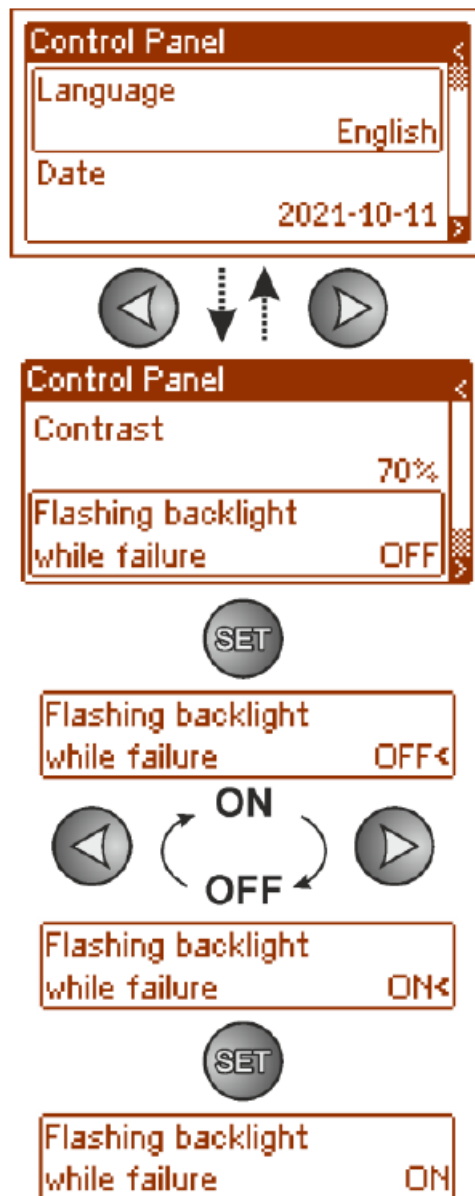 Control Panel <
Language
English
Date
2021-10-11 >
Control Panel <
Contrast
70%
Flashing backlight
while failure OFF >
SET
Flashing backlight
while failure OFF<
ON
OFF
Flashing backlight
while failure ON<
SET
Flashing backlight
while failure ON